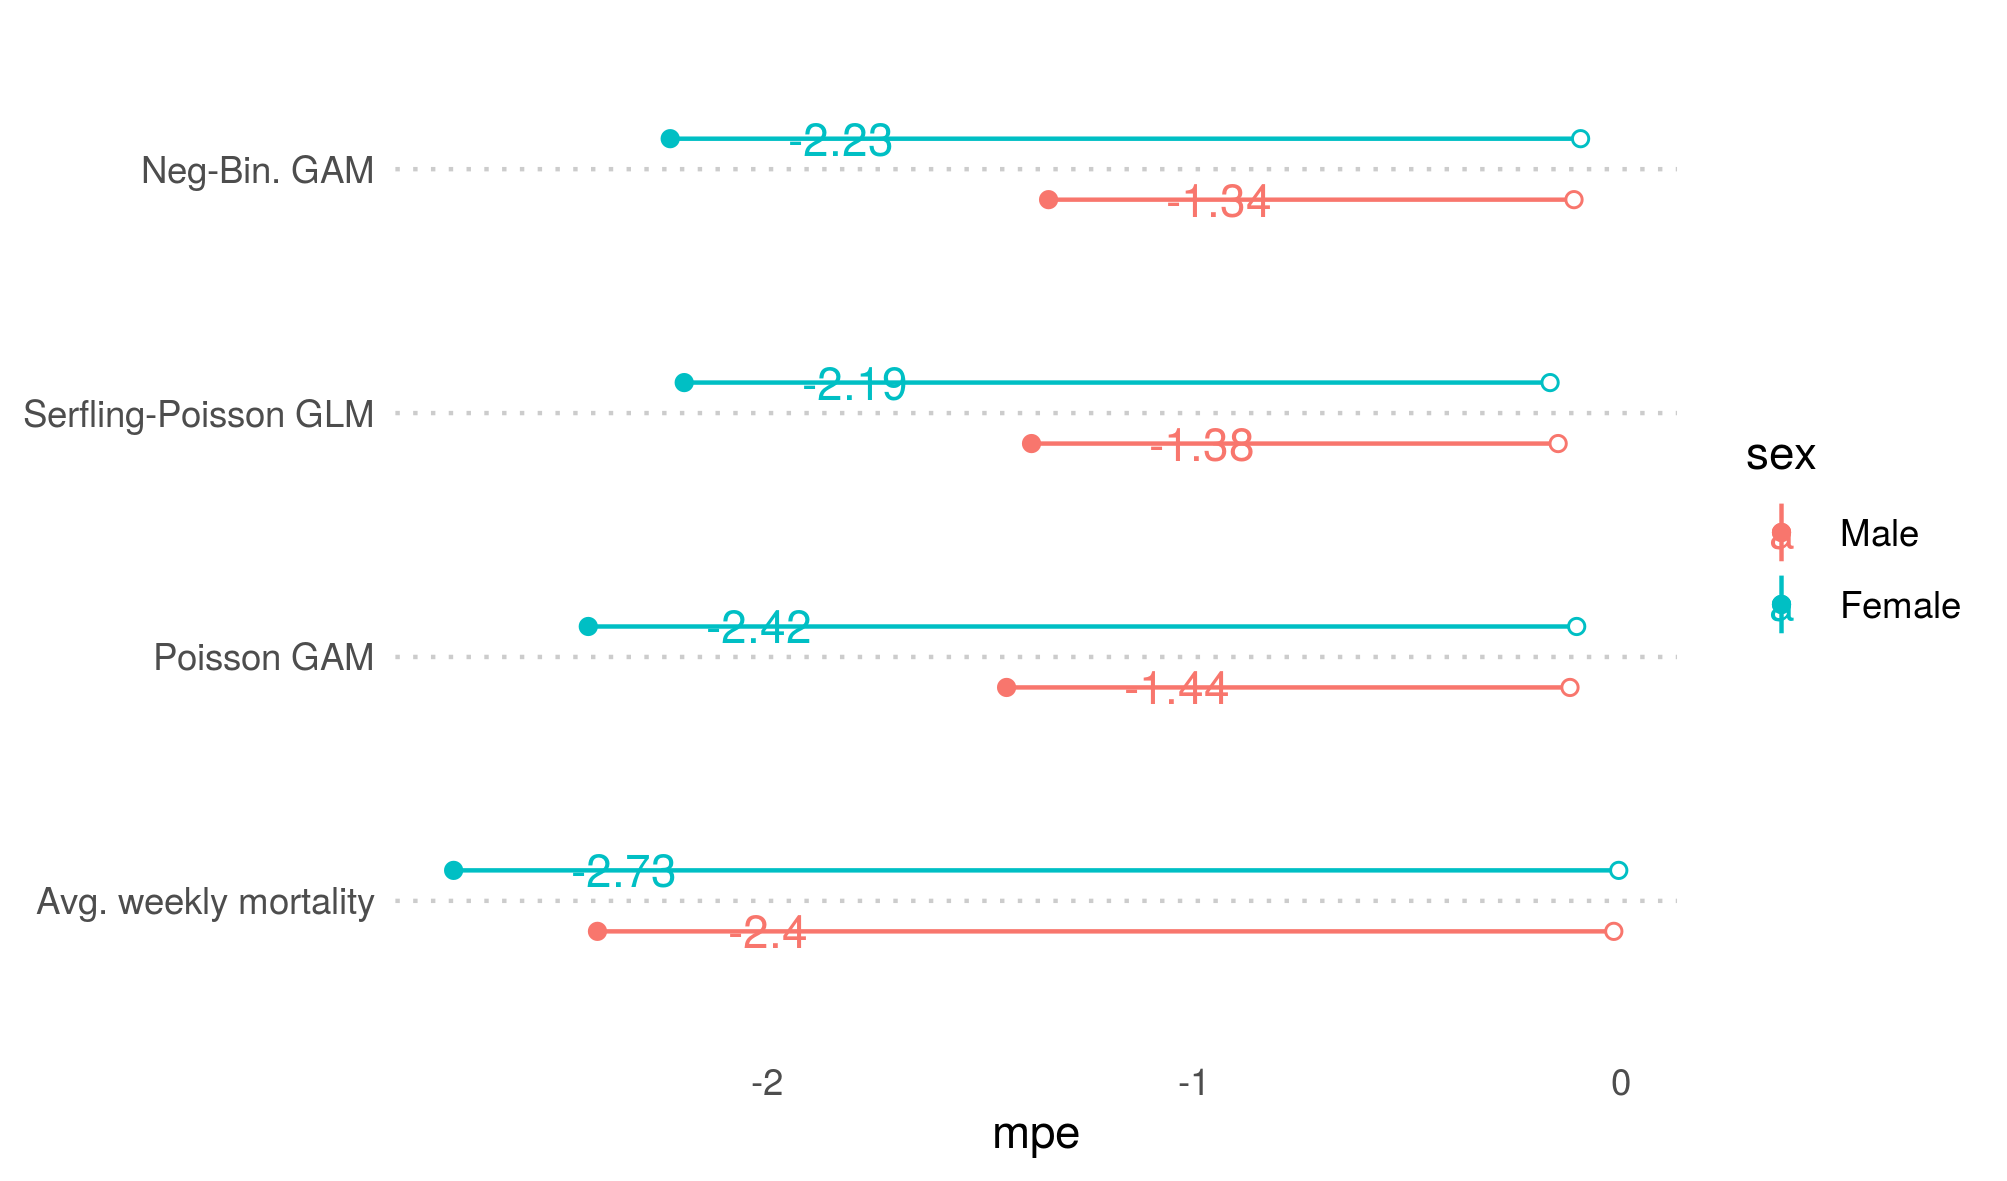 -2.23
Neg-Bin. GAM
-1.34
-2.19
Serfling-Poisson GLM
-1.38
sex
a Male
a Female
-2.42
Poisson GAM
-1.44
-2.73
Avg. weekly mortality
-2.4
-2 -1 0
mpe